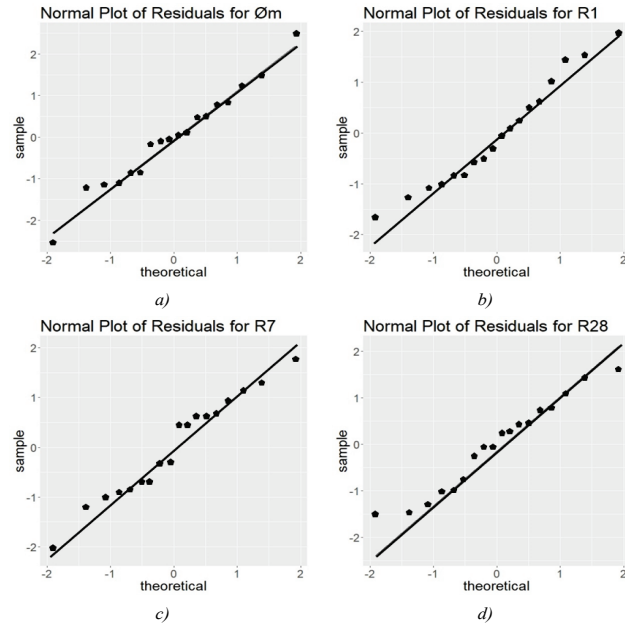 Normal Plot of Residuals for Øm
sample
2
1
0
-1
-2
-2 -1 0 1 2
theoretical
a)
Normal Plot of Residuals for R1
sample
2
1
0
-1
-2
-2 -1 0 1 2
theoretical
b)
Normal Plot of Residuals for R7
sample
2
1
0
-1
-2
-2 -1 0 1 2
theoretical
c)
Normal Plot of Residuals for R28
sample
2
1
0
-1
-2
-2 -1 0 1 2
theoretical
d)